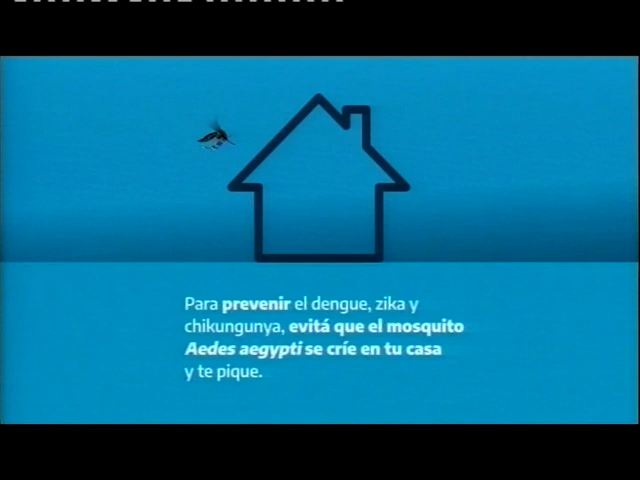 Para prevenir el dengue, zika y
chikungunya, evitá que el mosquito
Aedes aegypti se críe en tu casa
y te pique.